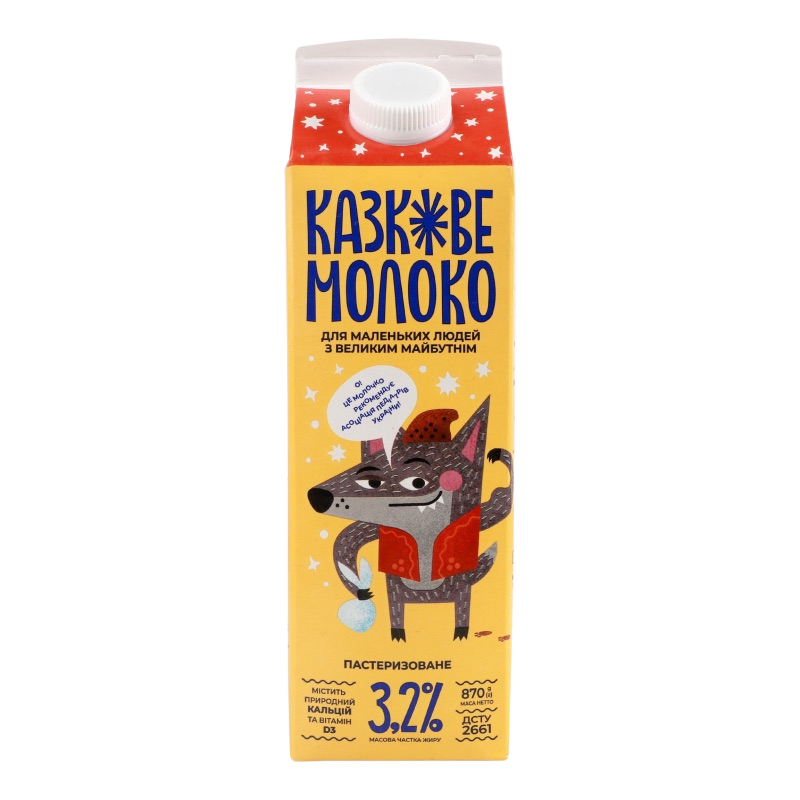 КАЗКОВЕ
МОЛОКО
ДЛЯ МАЛЕНЬКИХ ЛЮДЕЙ
З ВЕЛИКИМ МАЙБУТНІМ
О!
ЦЕ МОЛОЧКО
РЕКОМЕНДУЄ
АСОЦІАЦІЯ ПЕДІАТРІВ
УКРАЇНИ!
ПАСТЕРИЗОВАНЕ
МІСТИТЬ
ПРИРОДНИЙ
КАЛЬЦІЙ
ТА ВІТАМІН
D3
3,2%
МАСОВА ЧАСТКА ЖИРУ
870 g (г)
МАСА НЕТТО
ДСТУ
2661